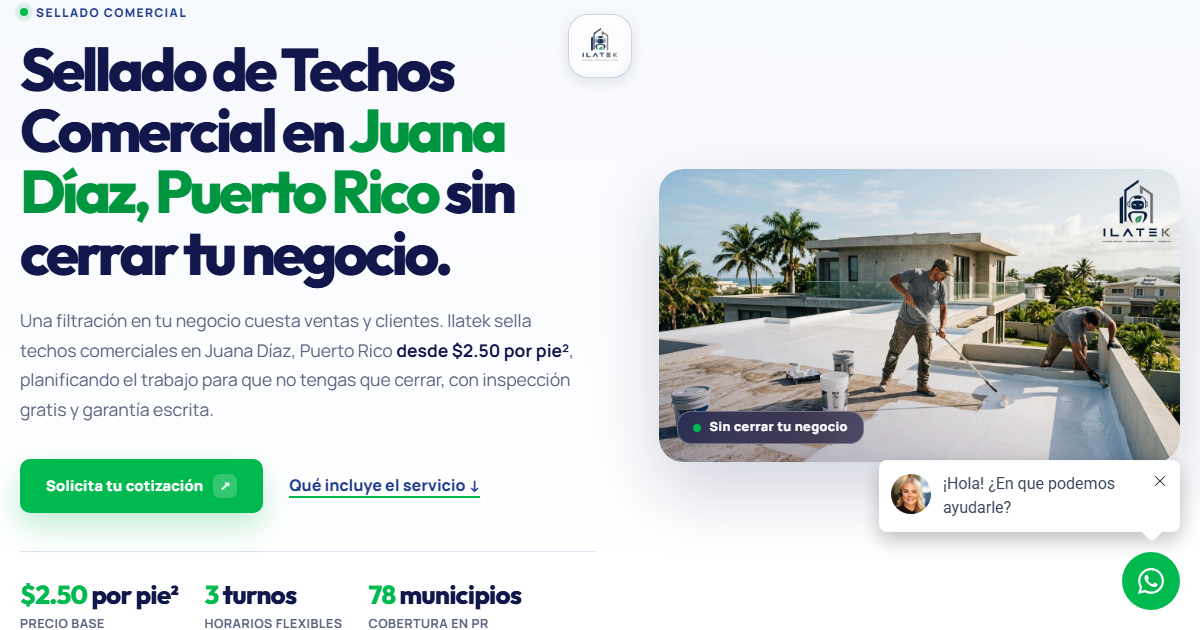 SELLADO COMERCIAL
ILATEK
Sellado de Techos
Comercial en Juana
Díaz, Puerto Rico sin
cerrar tu negocio.
Una filtración en tu negocio cuesta ventas y clientes. Ilatek sella
techos comerciales en Juana Díaz, Puerto Rico desde $2.50 por pie²,
planificando el trabajo para que no tengas que cerrar, con inspección
gratis y garantía escrita.
Solicita tu cotización ↗
Qué incluye el servicio ↓
$2.50 por pie²
PRECIO BASE
3 turnos
HORARIOS FLEXIBLES
78 municipios
COBERTURA EN PR
ILATEK
Sin cerrar tu negocio
¡Hola! ¿En que podemos
ayudarle?